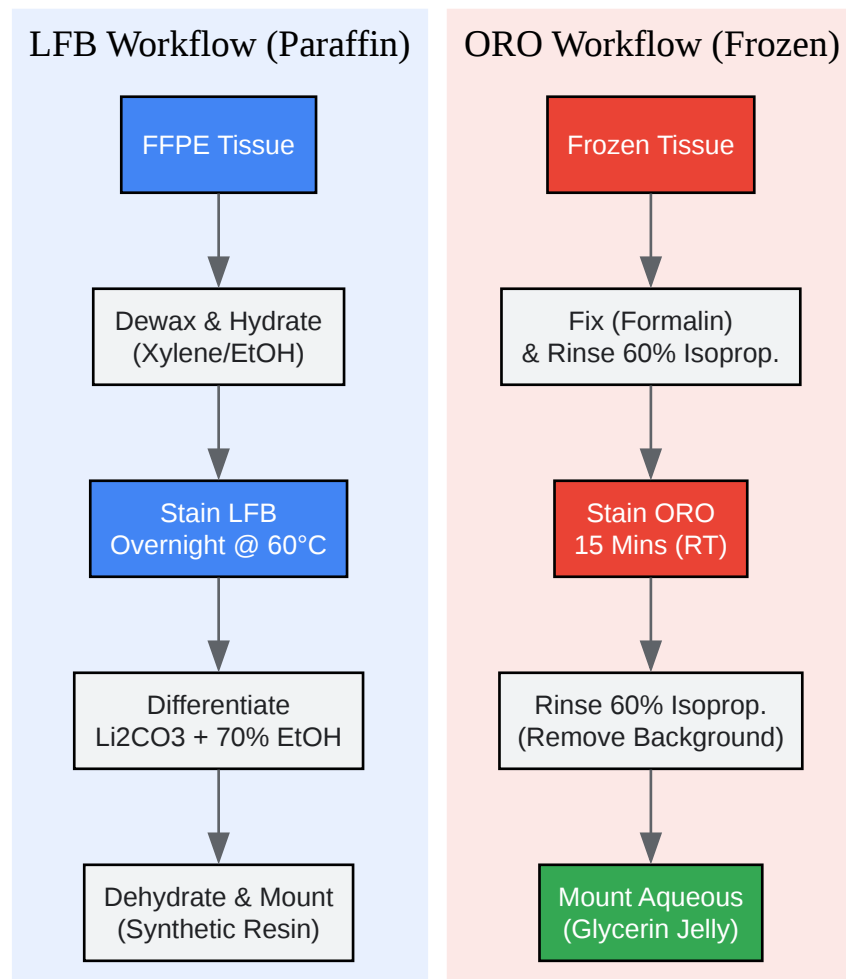 LFB Workflow (Paraffin)
FFPE Tissue
Dewax & Hydrate
(Xylene/EtOH)
Stain LFB
Overnight @ 60°C
Differentiate
Li2CO3 + 70% EtOH
Dehydrate & Mount
(Synthetic Resin)
ORO Workflow (Frozen)
Frozen Tissue
Fix (Formalin)
& Rinse 60% Isoprop.
Stain ORO
15 Mins (RT)
Rinse 60% Isoprop.
(Remove Background)
Mount Aqueous
(Glycerin Jelly)